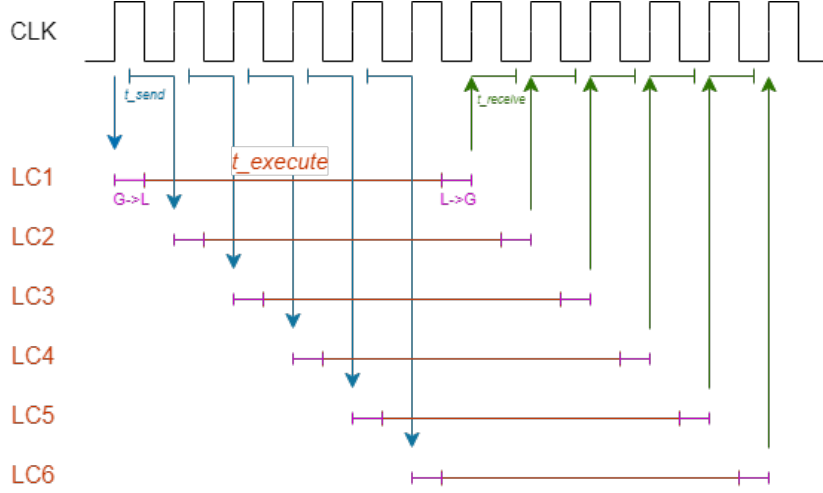 CLK
t_send
t_receive
t_execute
LC1
G->L
L->G
LC2
LC3
LC4
LC5
LC6